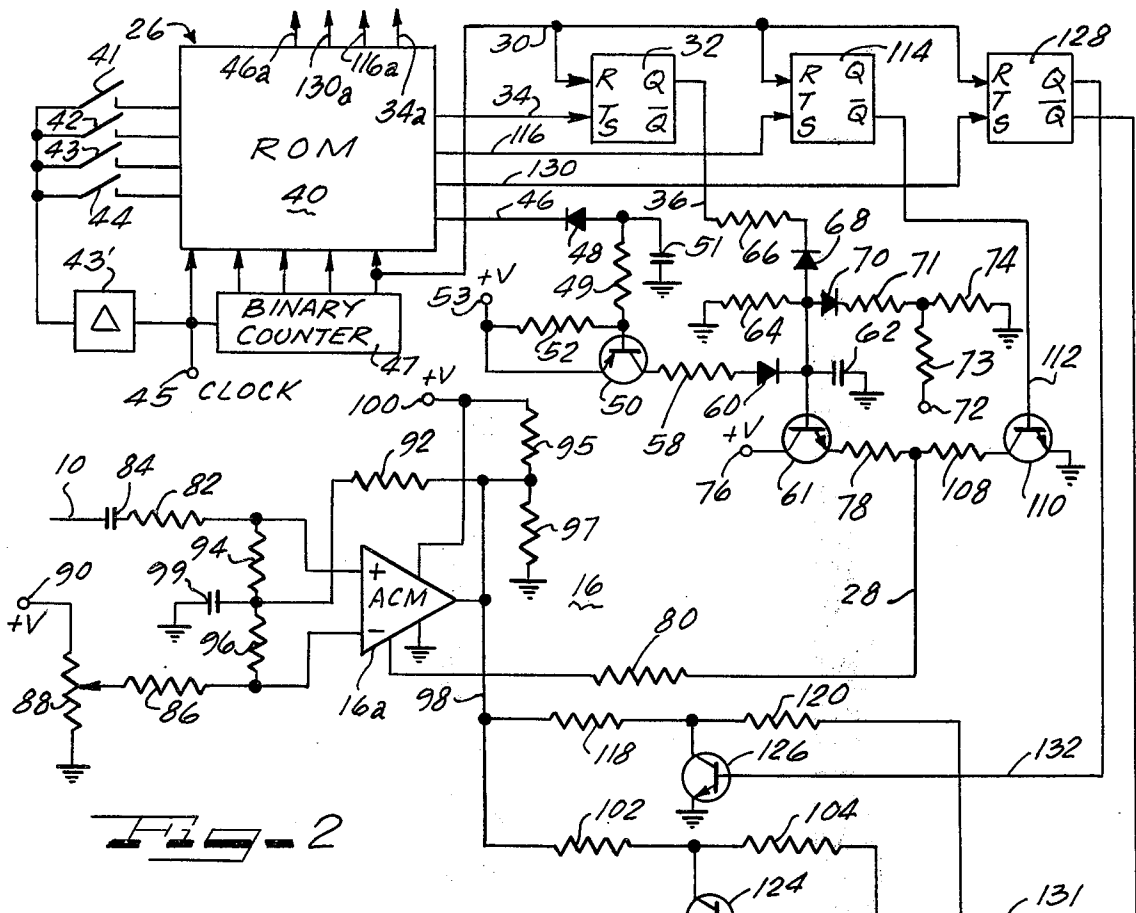 26
46a
130a
116a
34a
30
32
114
128
41
42
43
44
ROM
40
34
116
130
46
R Q
T
S Q̅
R Q
T
S Q̅
R Q
T
S Q̅
36
48
51
49
66
68
70
71
74
43'
Δ
BINARY
COUNTER
47
45 CLOCK
+V
53
52
50
58
60
64
62
73
72
112
+V
100
95
92
97
+V
76
61
78
108
110
10
84
82
94
99
96
90
+V
88
86
+
ACM
−
16a
16
98
80
28
118
120
126
132
102
104
124
131
Fig. 2